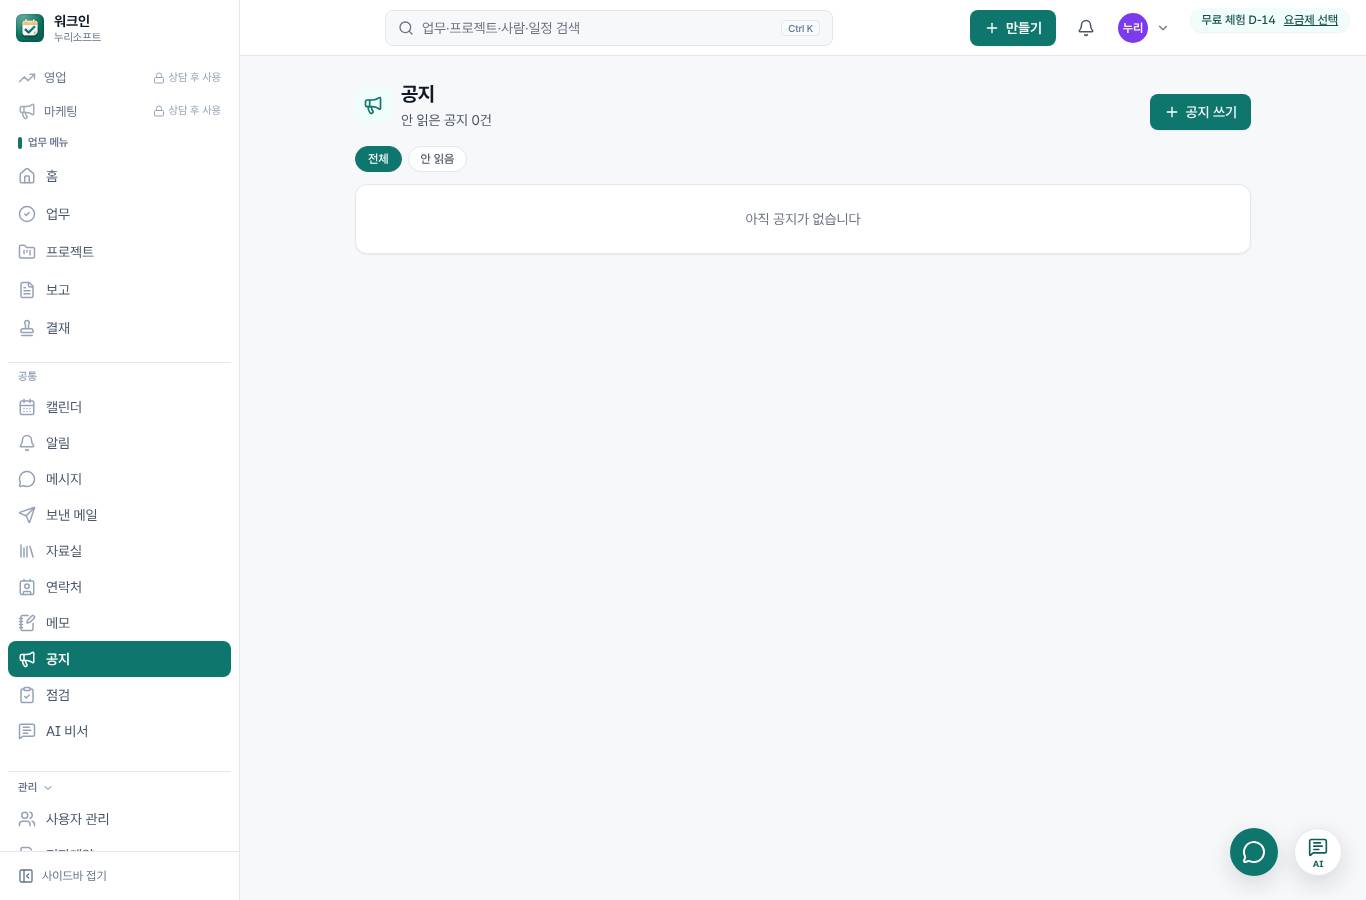 워크인
누리소프트
영업 상담 후 사용
마케팅 상담 후 사용
업무 메뉴
홈
업무
프로젝트
보고
결재
공통
캘린더
알림
메시지
보낸 메일
자료실
연락처
메모
공지
점검
AI 비서
관리
사용자 관리
사이드바 접기
업무·프로젝트·사람·일정 검색 Ctrl K
만들기
누리
무료 체험 D-14 요금제 선택
공지
안 읽은 공지 0건
공지 쓰기
전체 안 읽음
아직 공지가 없습니다
AI